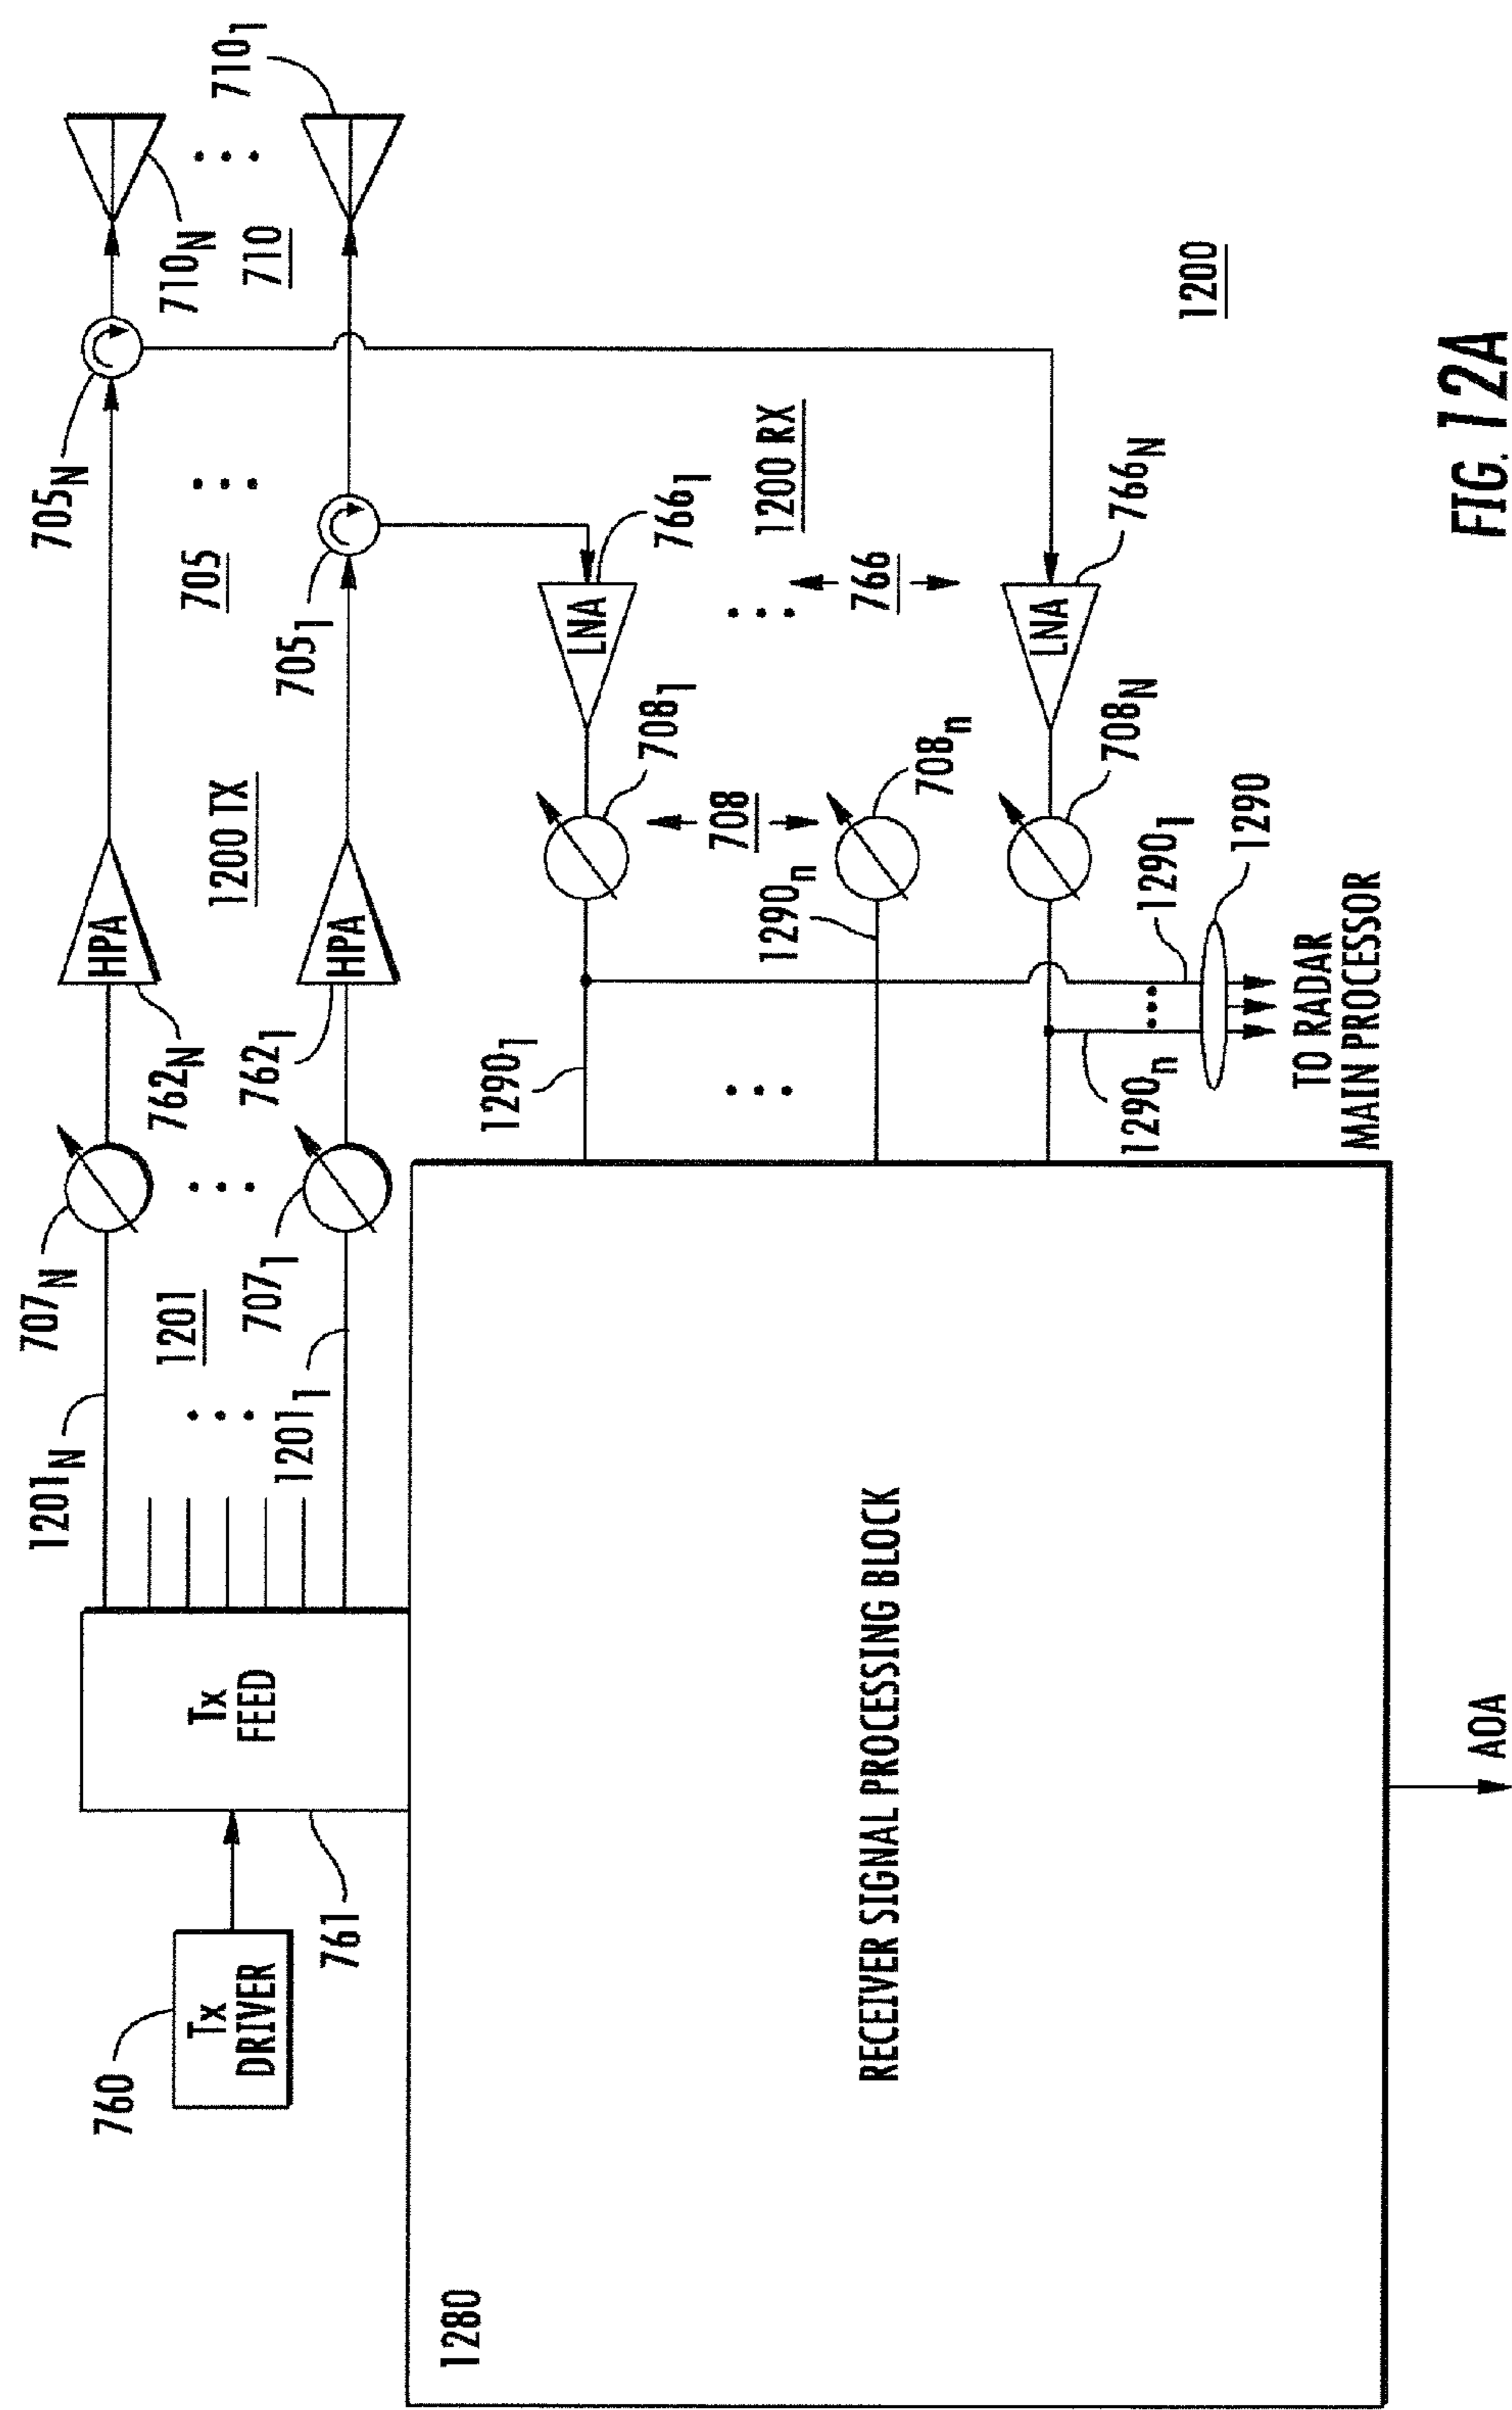 760
Tx
DRIVER
761
Tx
FEED
1201N
1201
12011
707N
7071
762N
HPA
7621
HPA
1200 TX
705N
705
7051
710N
710
7101
1280
RECEIVER SIGNAL PROCESSING BLOCK
12901
1290n
7081
708
708n
708N
LNA
7661
1200 RX
766
LNA
766N
1290n
12901
1290
TO RADAR
MAIN PROCESSOR
AOA
1200
FIG. 12A